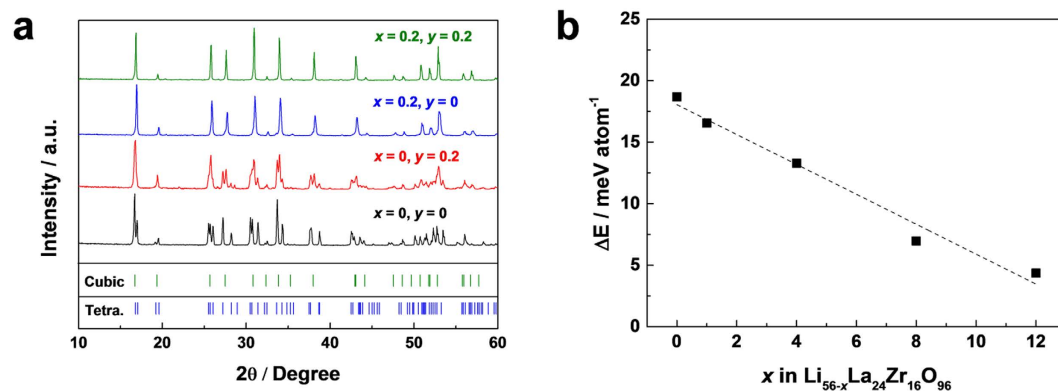 a
x = 0.2, y = 0.2
x = 0.2, y = 0
x = 0, y = 0.2
x = 0, y = 0
Intensity / a.u.
Cubic
Tetra.
10 20 30 40 50 60
2θ / Degree
b
25
20
15
10
5
0
ΔE / meV atom⁻¹
0 2 4 6 8 10 12
x in Li₅₆₋ₓLa₂₄Zr₁₆O₉₆